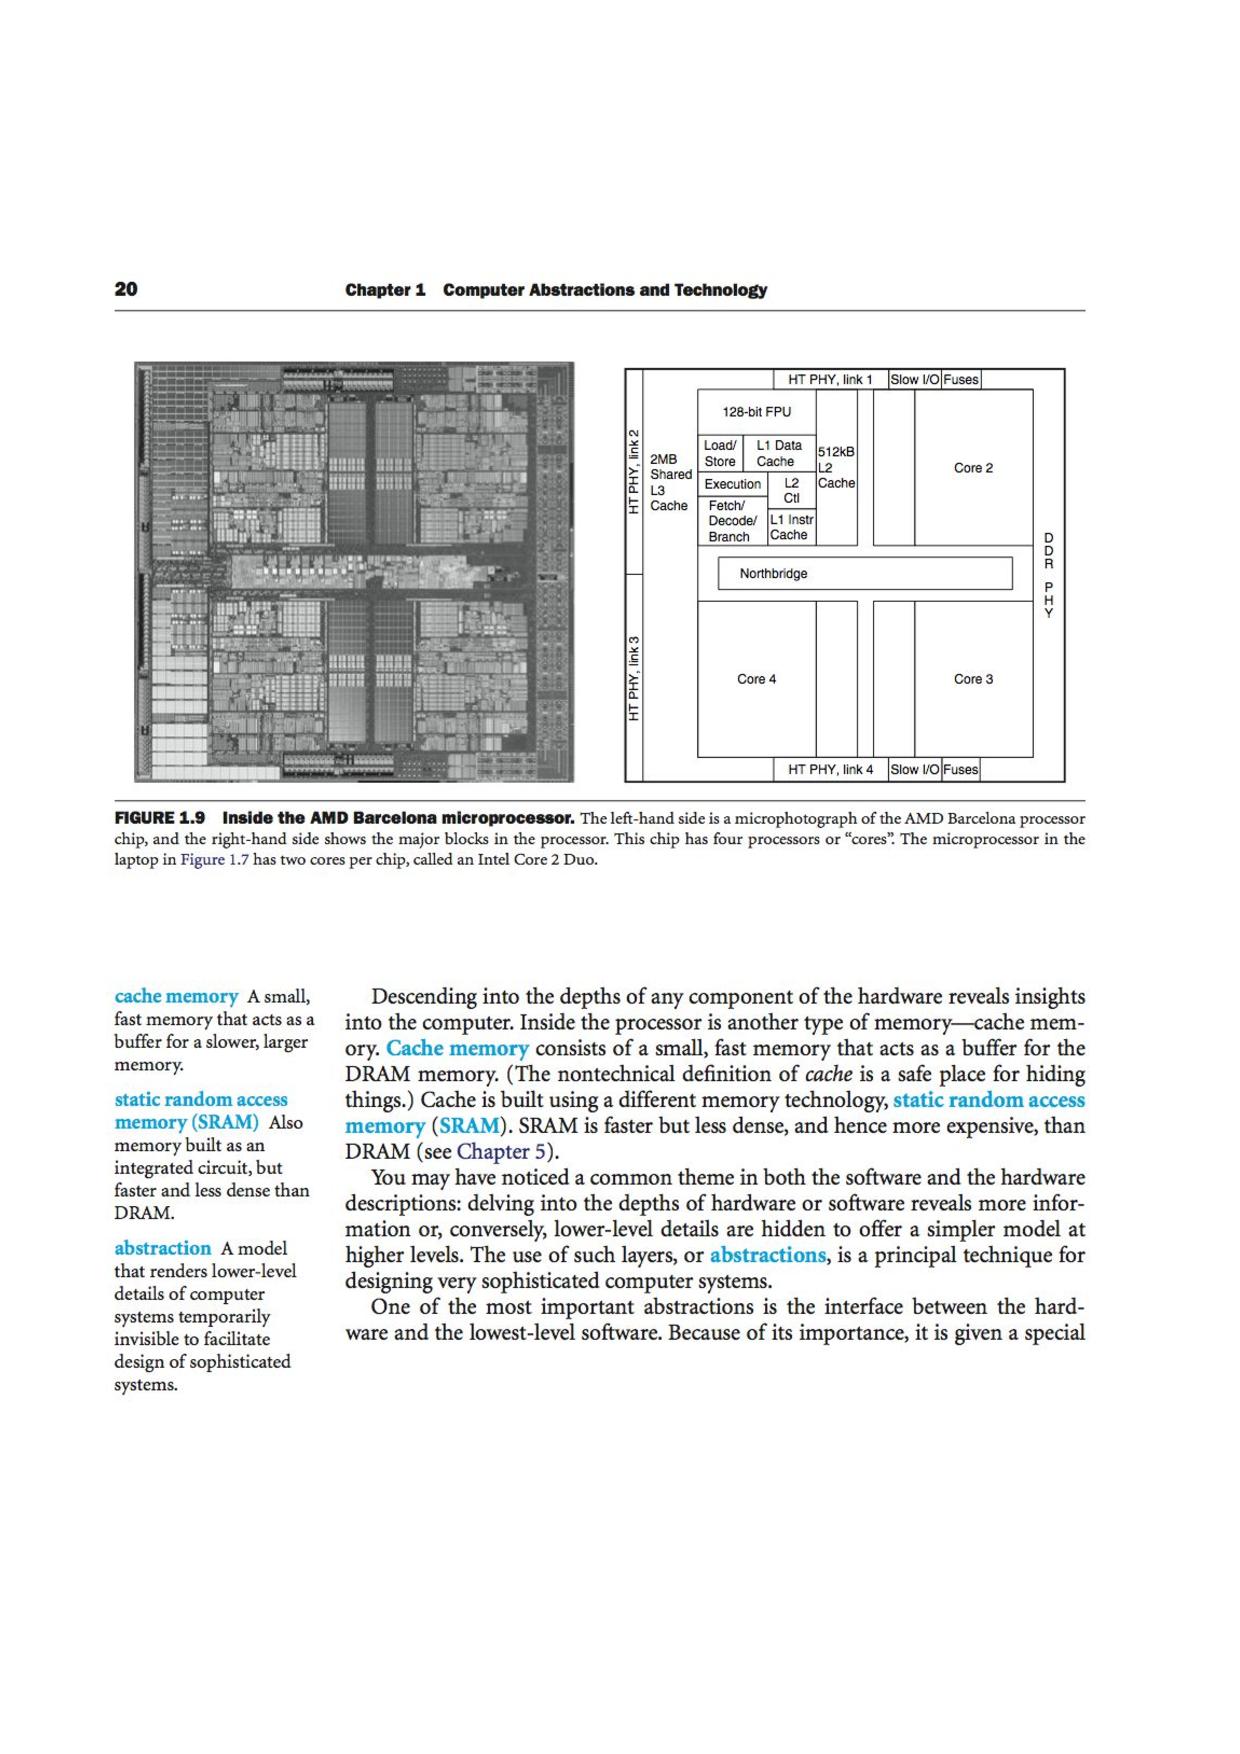 20 Chapter 1 Computer Abstractions and Technology
HT PHY, link 1 Slow I/O Fuses
HT PHY, link 2
2MB
Shared
L3
Cache
128-bit FPU
Load/
Store
L1 Data
Cache
Execution
L2
Ctl
Fetch/
Decode/
Branch
L1 Instr
Cache
512kB
L2
Cache
Core 2
Northbridge
DDR PHY
HT PHY, link 3
Core 4
Core 3
HT PHY, link 4 Slow I/O Fuses
FIGURE 1.9 Inside the AMD Barcelona microprocessor. The left-hand side is a microphotograph of the AMD Barcelona processor
chip, and the right-hand side shows the major blocks in the processor. This chip has four processors or “cores”. The microprocessor in the
laptop in Figure 1.7 has two cores per chip, called an Intel Core 2 Duo.
cache memory A small,
fast memory that acts as a
buffer for a slower, larger
memory.
static random access
memory (SRAM) Also
memory built as an
integrated circuit, but
faster and less dense than
DRAM.
abstraction A model
that renders lower-level
details of computer
systems temporarily
invisible to facilitate
design of sophisticated
systems.
Descending into the depths of any component of the hardware reveals insights
into the computer. Inside the processor is another type of memory—cache mem-
ory. Cache memory consists of a small, fast memory that acts as a buffer for the
DRAM memory. (The nontechnical definition of cache is a safe place for hiding
things.) Cache is built using a different memory technology, static random access
memory (SRAM). SRAM is faster but less dense, and hence more expensive, than
DRAM (see Chapter 5).
You may have noticed a common theme in both the software and the hardware
descriptions: delving into the depths of hardware or software reveals more infor-
mation or, conversely, lower-level details are hidden to offer a simpler model at
higher levels. The use of such layers, or abstractions, is a principal technique for
designing very sophisticated computer systems.
One of the most important abstractions is the interface between the hard-
ware and the lowest-level software. Because of its importance, it is given a special